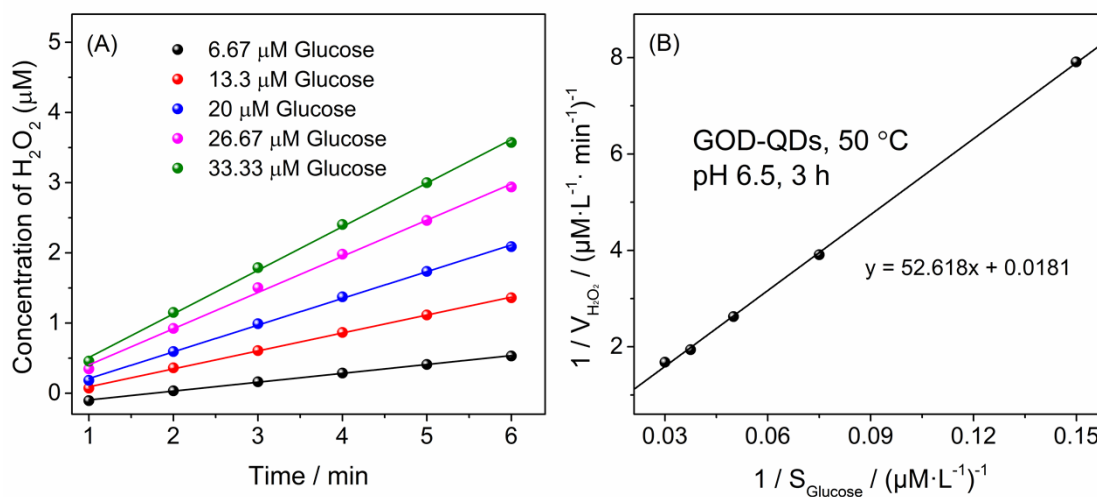 (A)
6.67 μM Glucose
13.3 μM Glucose
20 μM Glucose
26.67 μM Glucose
33.33 μM Glucose
Concentration of H₂O₂ (μM)
5
4
3
2
1
0
1 2 3 4 5 6
Time / min
(B)
GOD-QDs, 50 °C
pH 6.5, 3 h
y = 52.618x + 0.0181
1 / V_H₂O₂ / (μM·L⁻¹· min⁻¹)⁻¹
8
6
4
2
0.03 0.06 0.09 0.12 0.15
1 / S_Glucose / (μM·L⁻¹)⁻¹